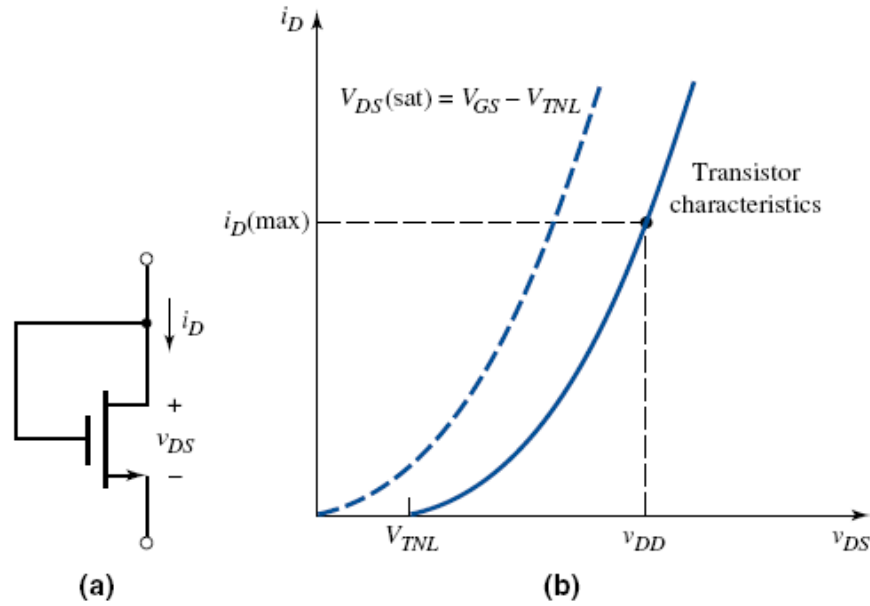 i_D
V_DS(sat) = V_GS − V_TNL
Transistor
characteristics
i_D(max)
i_D
+
v_DS
−
V_TNL
v_DD
v_DS
(a)
(b)